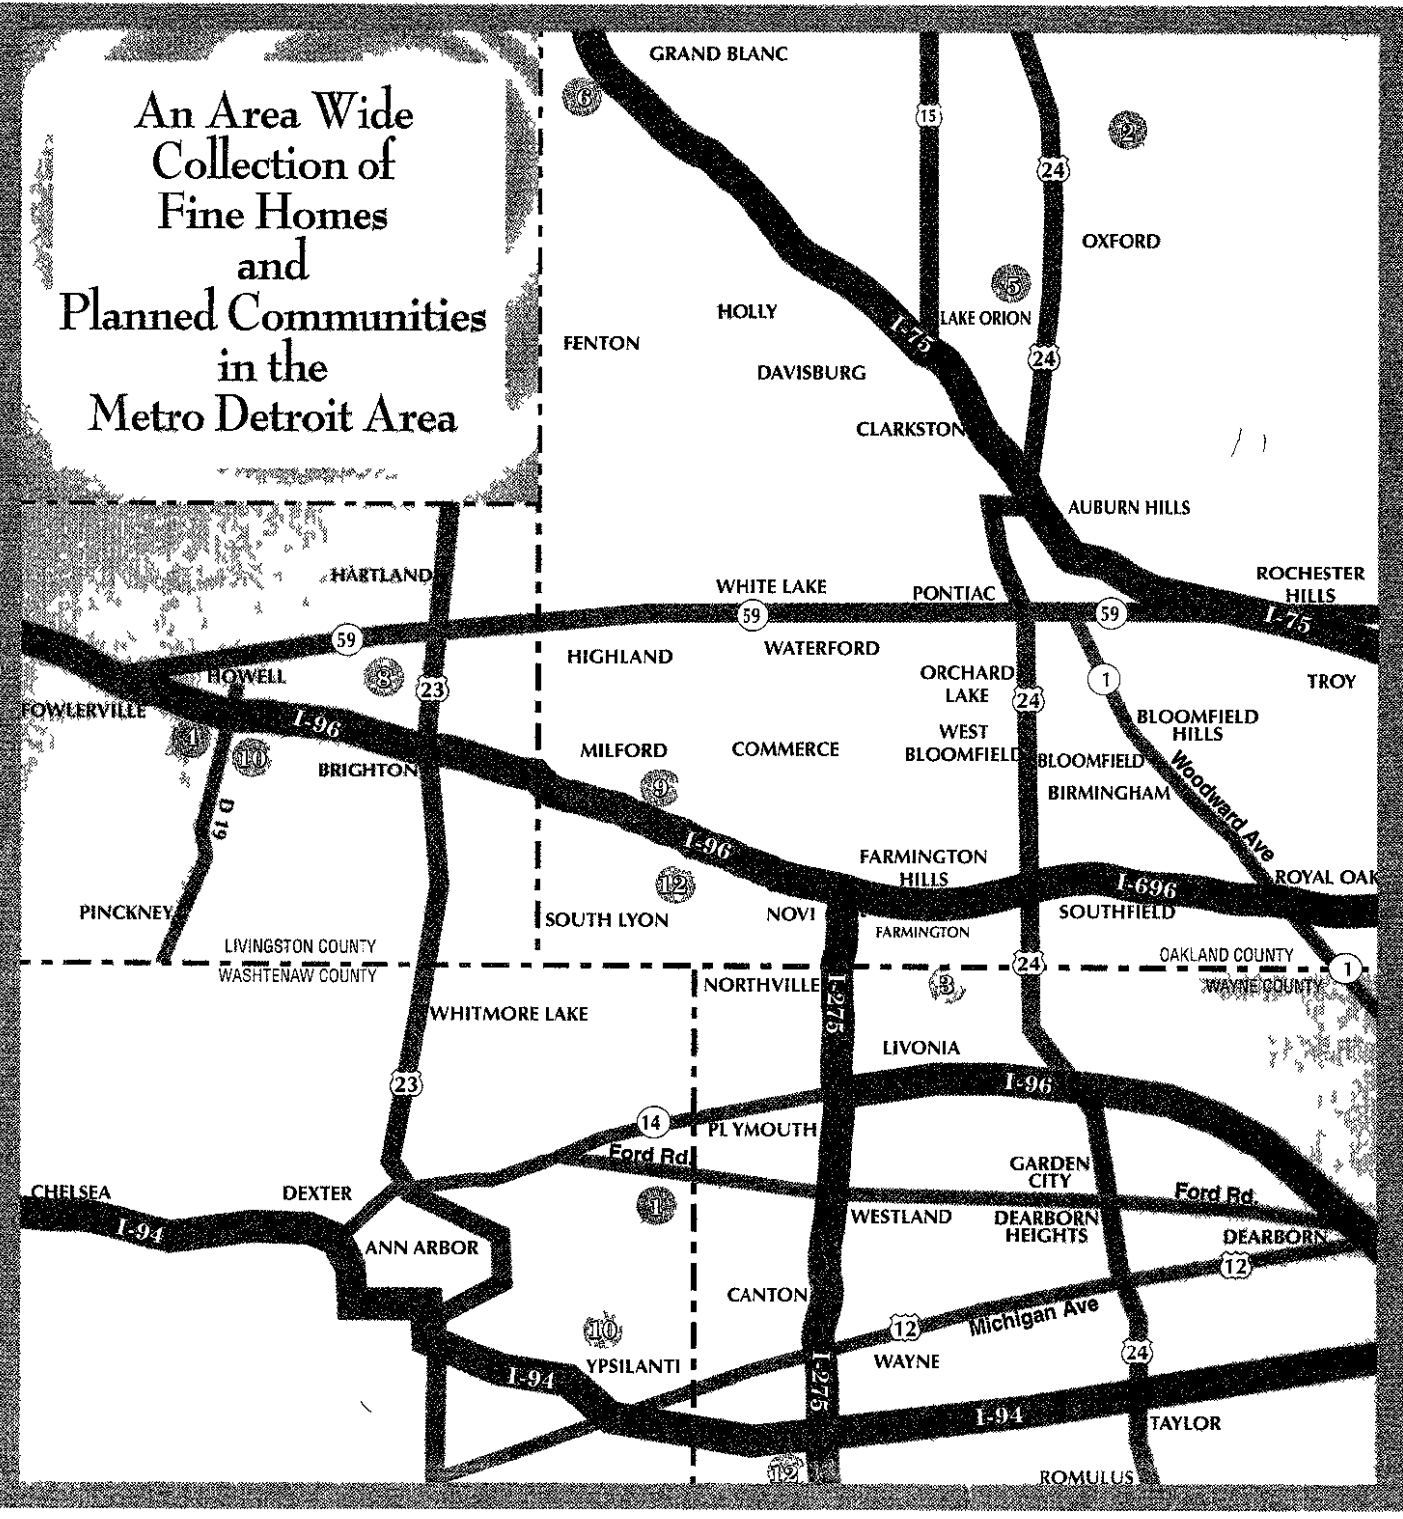 An Area Wide
Collection of
Fine Homes
and
Planned Communities
in the
Metro Detroit Area
GRAND BLANC
6
15
2
24
OXFORD
5
HOLLY
LAKE ORION
I-75
FENTON
24
DAVISBURG
CLARKSTON
AUBURN HILLS
HARTLAND
ROCHESTER
HILLS
WHITE LAKE
PONTIAC
59
59
59
I-75
HIGHLAND
WATERFORD
HOWELL
8
23
ORCHARD
LAKE
24
1
TROY
FOWLERVILLE
I-96
BLOOMFIELD
HILLS
4
10
WEST
BLOOMFIELD
MILFORD
COMMERCE
BRIGHTON
BLOOMFIELD
BIRMINGHAM
Woodward Ave
9
D 19
I-96
FARMINGTON
HILLS
12
I-696
ROYAL OAK
PINCKNEY
SOUTH LYON
NOVI
SOUTHFIELD
FARMINGTON
LIVINGSTON COUNTY
WASHTENAW COUNTY
OAKLAND COUNTY
WAYNE COUNTY
24
1
NORTHVILLE
3
I-275
WHITMORE LAKE
LIVONIA
23
I-96
14
PLYMOUTH
Ford Rd.
GARDEN
CITY
CHELSEA
DEXTER
1
Ford Rd.
WESTLAND
DEARBORN
HEIGHTS
I-94
ANN ARBOR
DEARBORN
12
CANTON
10
12
Michigan Ave
YPSILANTI
WAYNE
24
I-94
I-275
I-94
TAYLOR
12
ROMULUS